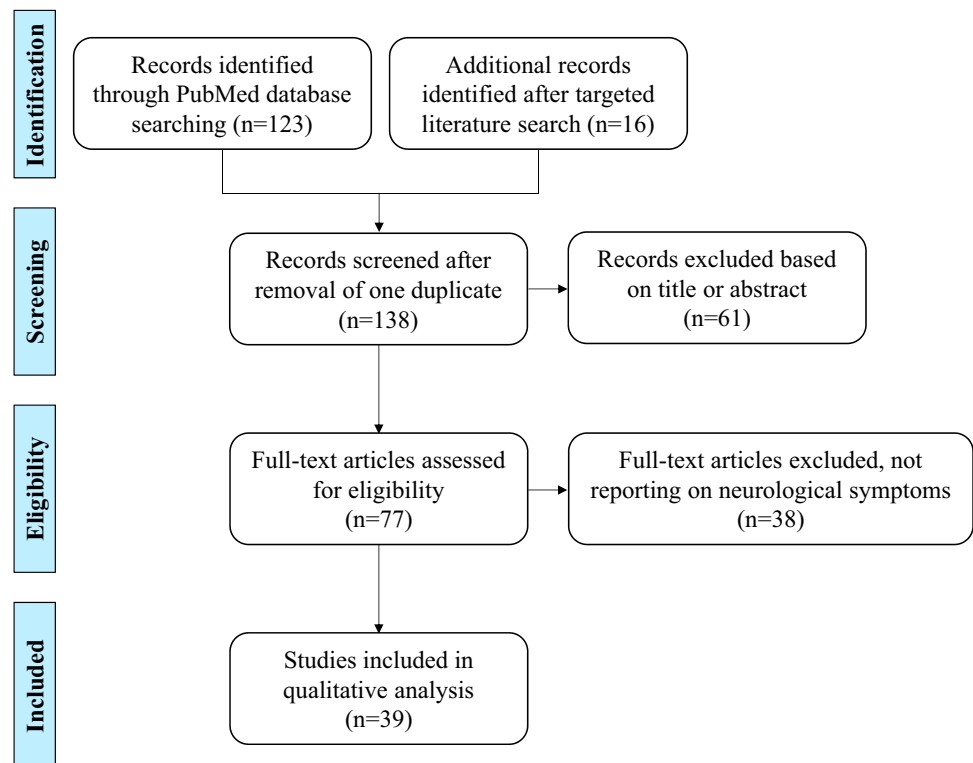 Identification
Records identified
through PubMed database
searching (n=123)
Additional records
identified after targeted
literature search (n=16)
Screening
Records screened after
removal of one duplicate
(n=138)
Records excluded based
on title or abstract
(n=61)
Eligibility
Full-text articles assessed
for eligibility
(n=77)
Full-text articles excluded, not
reporting on neurological symptoms
(n=38)
Included
Studies included in
qualitative analysis
(n=39)